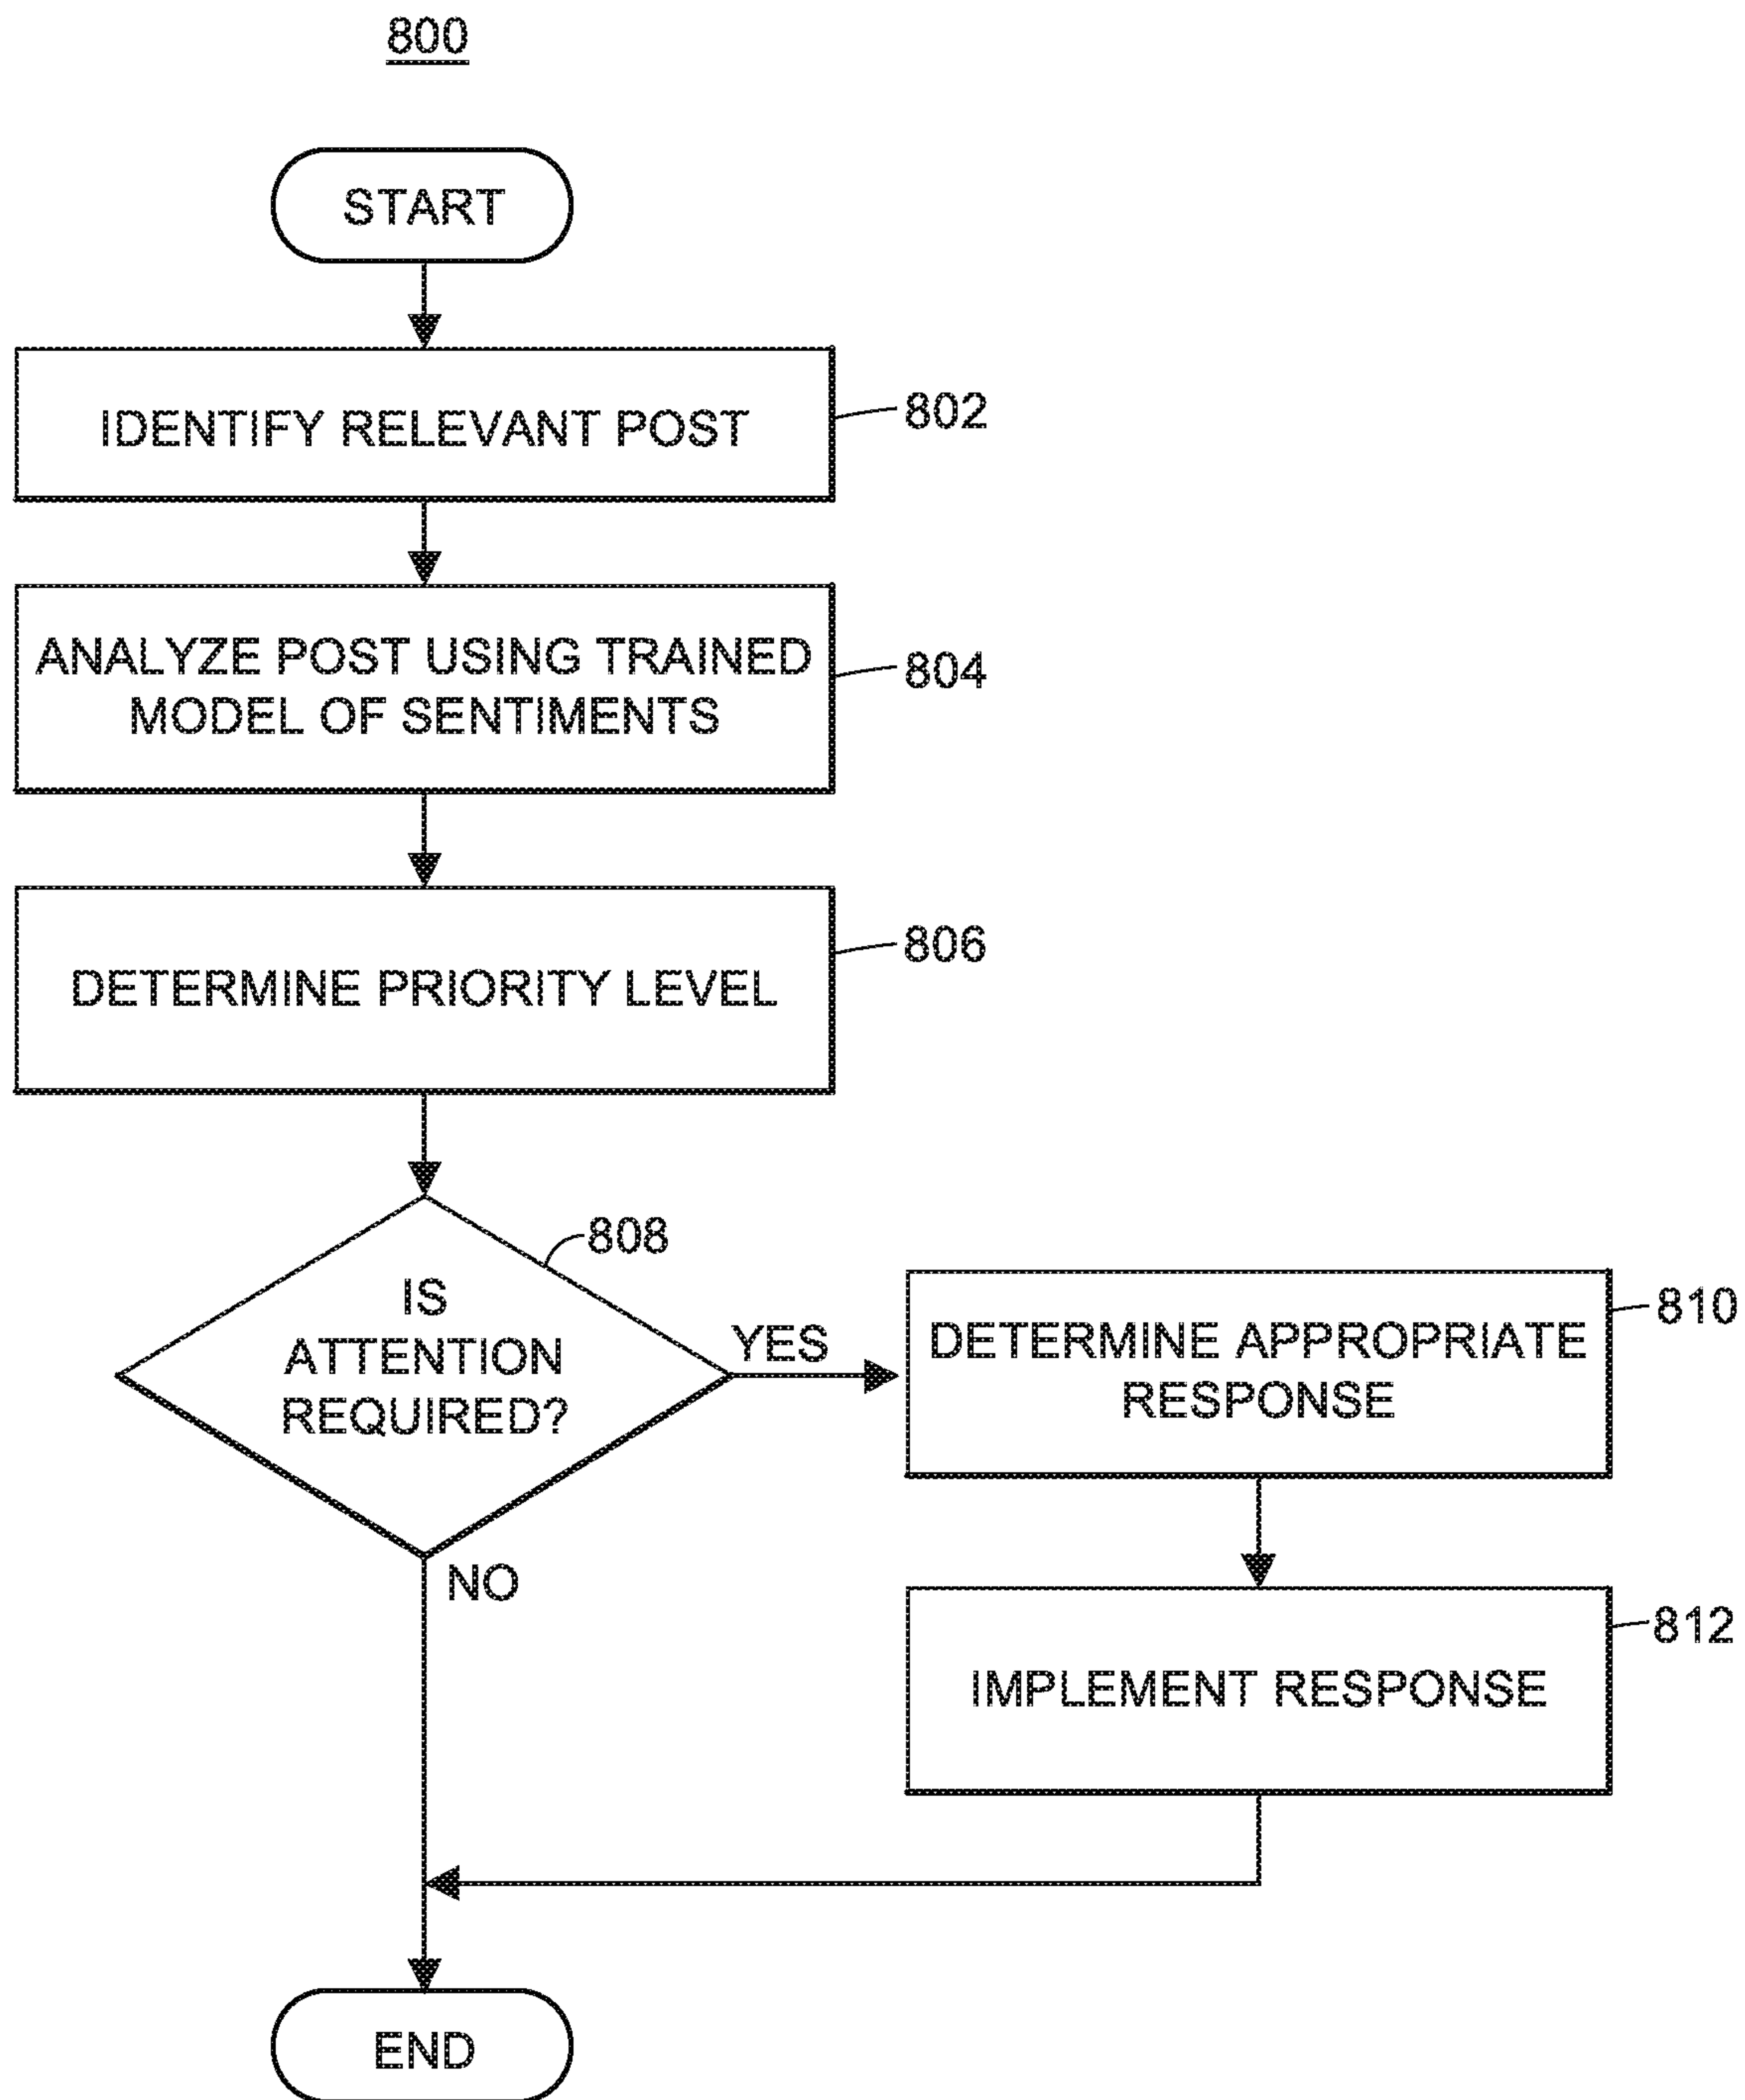 800
START
IDENTIFY RELEVANT POST
802
ANALYZE POST USING TRAINED
MODEL OF SENTIMENTS
804
DETERMINE PRIORITY LEVEL
806
IS
ATTENTION
REQUIRED?
808
YES
DETERMINE APPROPRIATE
RESPONSE
810
NO
IMPLEMENT RESPONSE
812
END